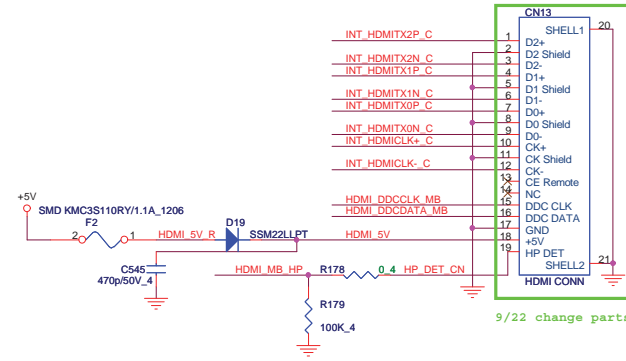 CN13
SHELL1 20
INT_HDMITX2P_C 1 D2+
2 D2 Shield
INT_HDMITX2N_C 3 D2-
INT_HDMITX1P_C 4 D1+
5 D1 Shield
INT_HDMITX1N_C 6 D1-
INT_HDMITX0P_C 7 D0+
8 D0 Shield
INT_HDMITX0N_C 9 D0-
INT_HDMICLK+_C 10 CK+
11 CK Shield
INT_HDMICLK-_C 12 CK-
13 CE Remote
14 NC
HDMI_DDCCLK_MB 15 DDC CLK
HDMI_DDCDATA_MB 16 DDC DATA
17 GND
+5V
SMD KMC3S110RY/1.1A_1206
F2
2 1
HDMI_5V_R
D19
SSM22LLPT
HDMI_5V 18 +5V
19 HP DET
SHELL2 21
HDMI CONN
C545
470p/50V_4
HDMI_MB_HP R178 0_4 HP_DET_CN
R179
100K_4
9/22 change parts